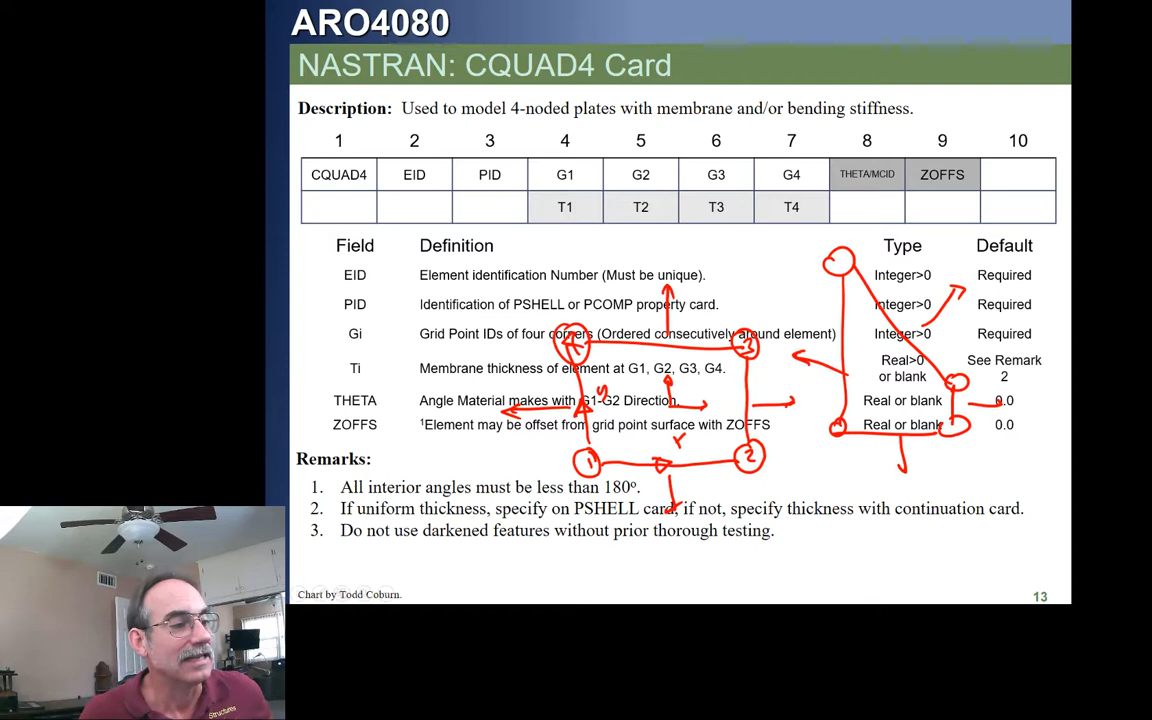 ARO4080
NASTRAN: CQUAD4 Card
Description: Used to model 4-noded plates with membrane and/or bending stiffness.
1 2 3 4 5 6 7 8 9 10
CQUAD4 EID PID G1 G2 G3 G4 THETA/MCID ZOFFS
T1 T2 T3 T4
Field Definition Type Default
EID Element identification Number (Must be unique). Integer>0 Required
PID Identification of PSHELL or PCOMP property card. Integer>0 Required
Gi Grid Point IDs of four corners (Ordered consecutively around element) Integer>0 Required
Ti Membrane thickness of element at G1, G2, G3, G4. Real>0 or blank See Remark 2
THETA Angle Material makes with G1-G2 Direction. Real or blank 0.0
ZOFFS ¹Element may be offset from grid point surface with ZOFFS Real or blank 0.0
4 3
y
x
1 2
Remarks:
1. All interior angles must be less than 180º.
2. If uniform thickness, specify on PSHELL card, if not, specify thickness with continuation card.
3. Do not use darkened features without prior thorough testing.
Chart by Todd Coburn.
13
Structures